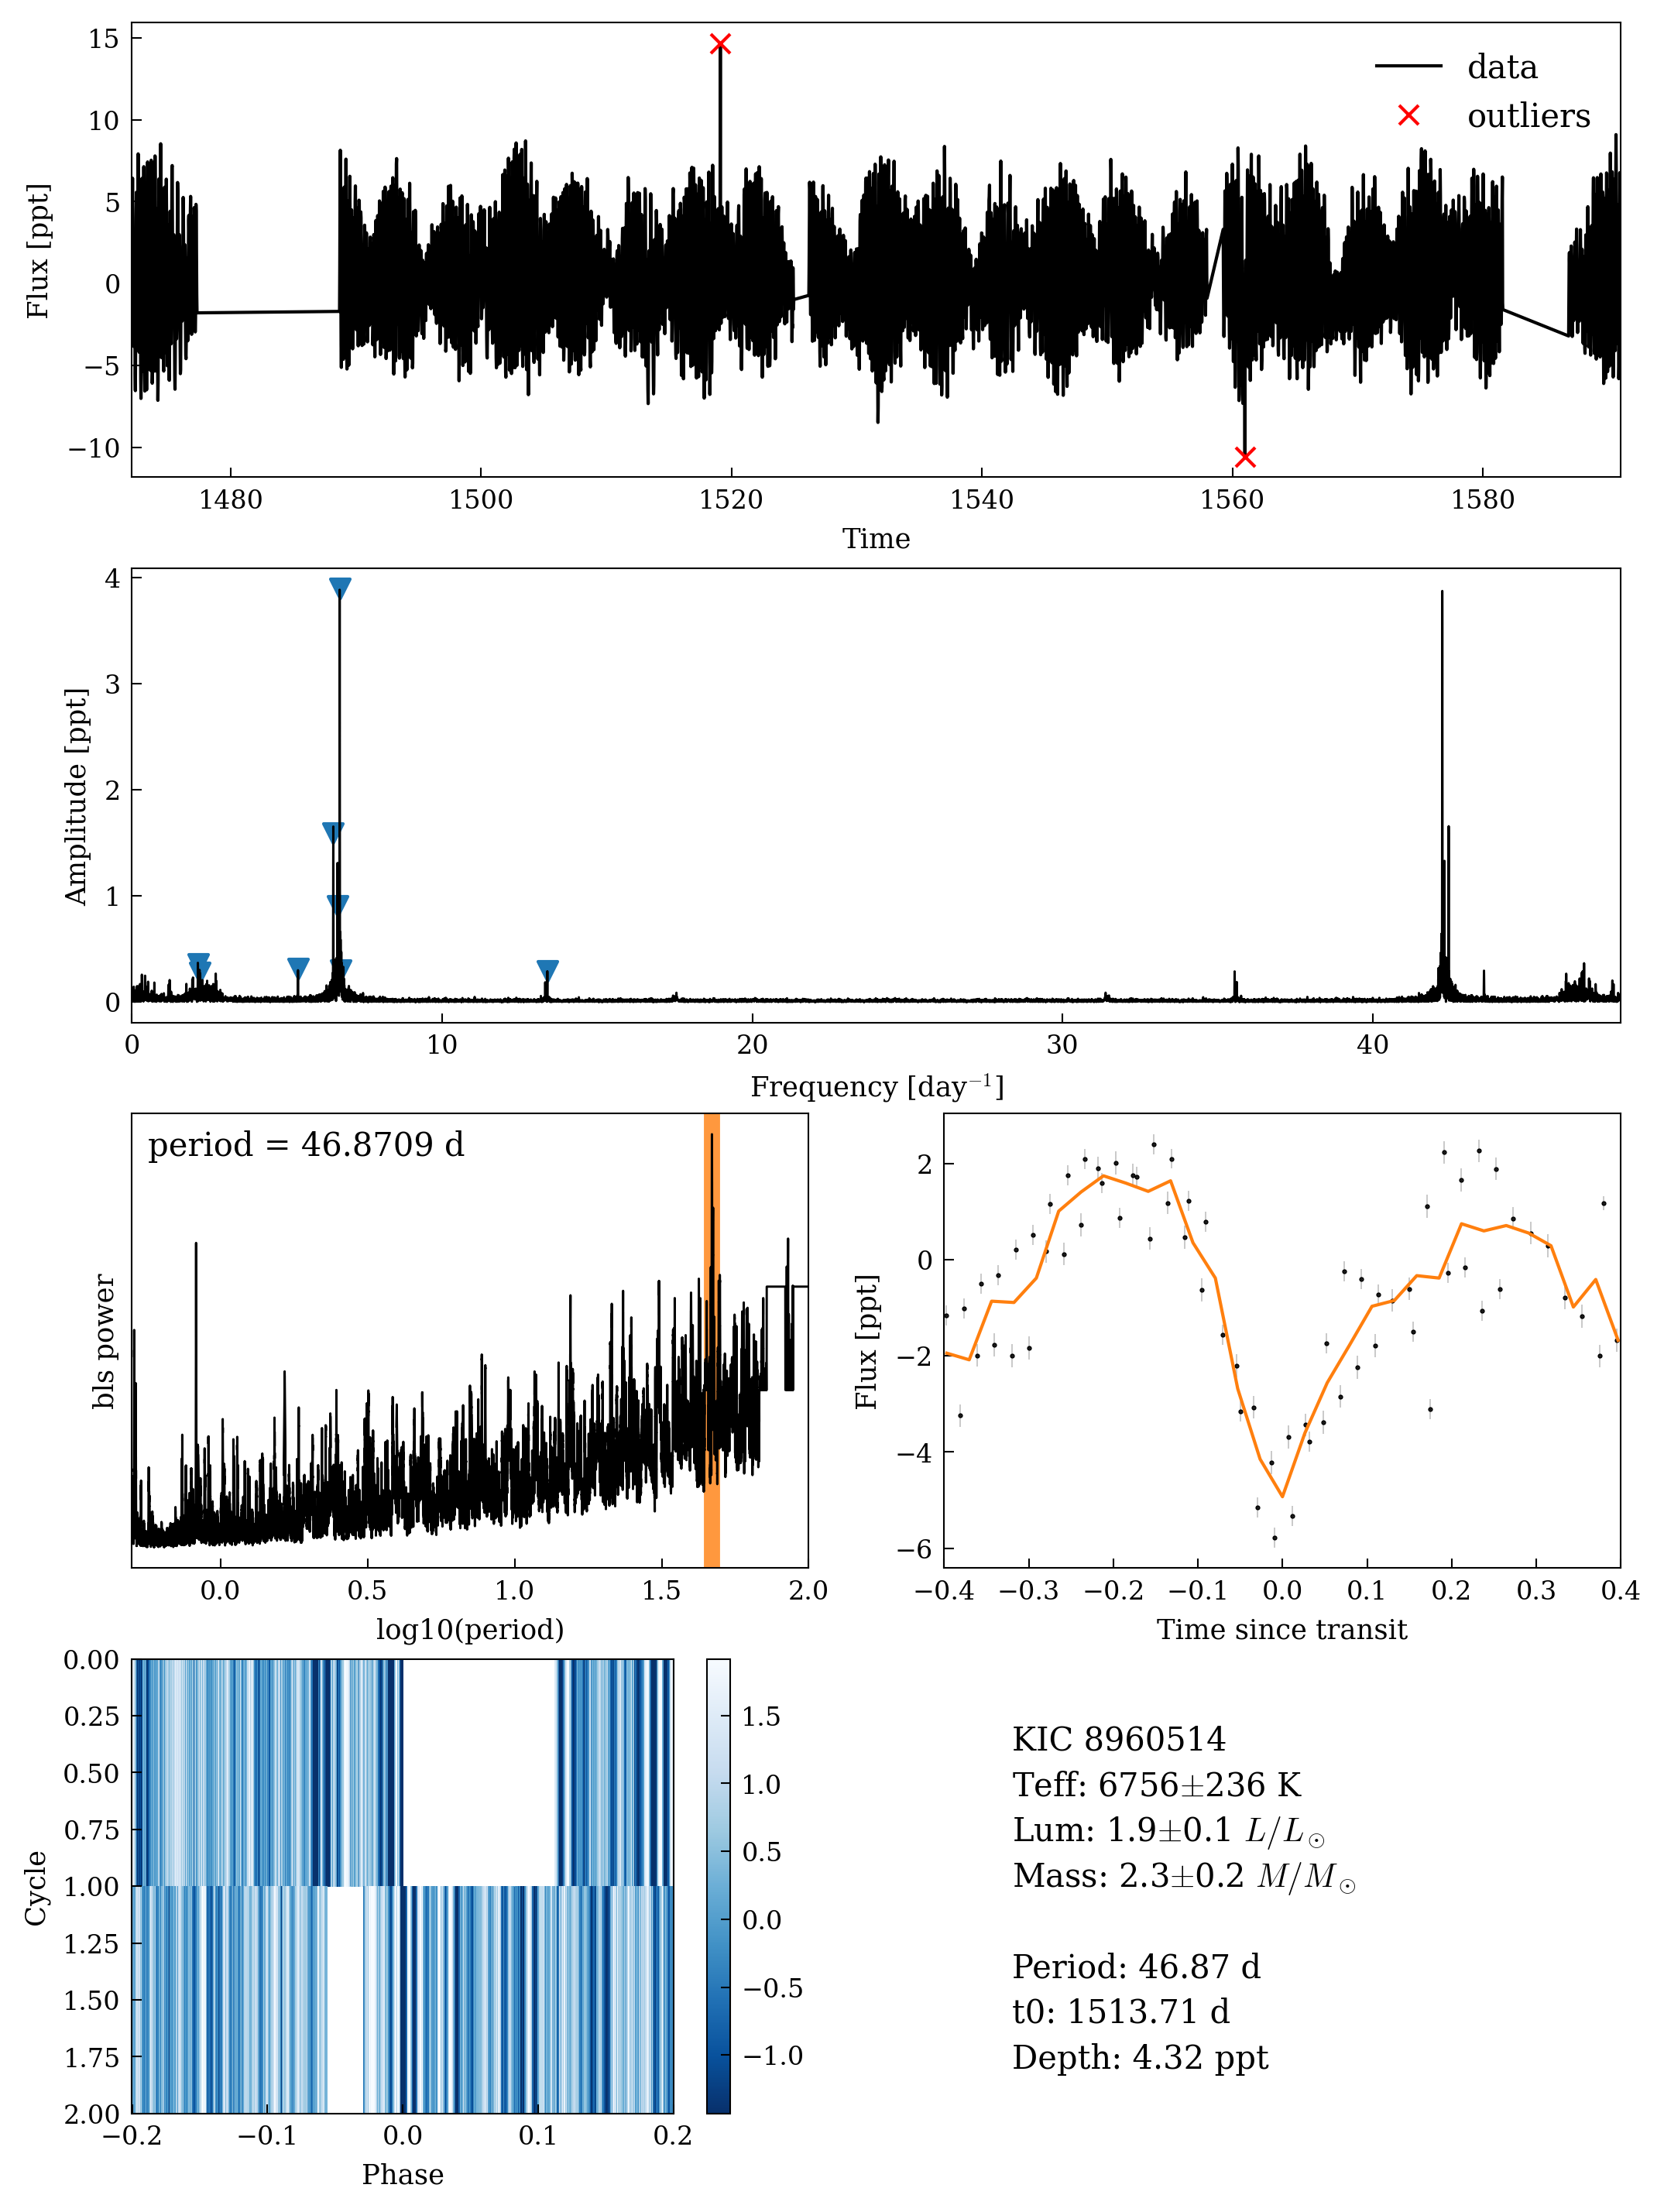 15
10
5
0
−5
−10
Flux [ppt]
data
outliers
1480 1500 1520 1540 1560 1580
Time
4
3
2
1
0
Amplitude [ppt]
0 10 20 30 40
Frequency [day⁻¹]
period = 46.8709 d
bls power
0.0 0.5 1.0 1.5 2.0
log10(period)
2
0
−2
−4
−6
Flux [ppt]
−0.4 −0.3 −0.2 −0.1 0.0 0.1 0.2 0.3 0.4
Time since transit
0.00
0.25
0.50
0.75
1.00
1.25
1.50
1.75
2.00
Cycle
−0.2 −0.1 0.0 0.1 0.2
Phase
1.5
1.0
0.5
0.0
−0.5
−1.0
KIC 8960514
Teff: 6756±236 K
Lum: 1.9±0.1 L/L⊙
Mass: 2.3±0.2 M/M⊙
Period: 46.87 d
t0: 1513.71 d
Depth: 4.32 ppt